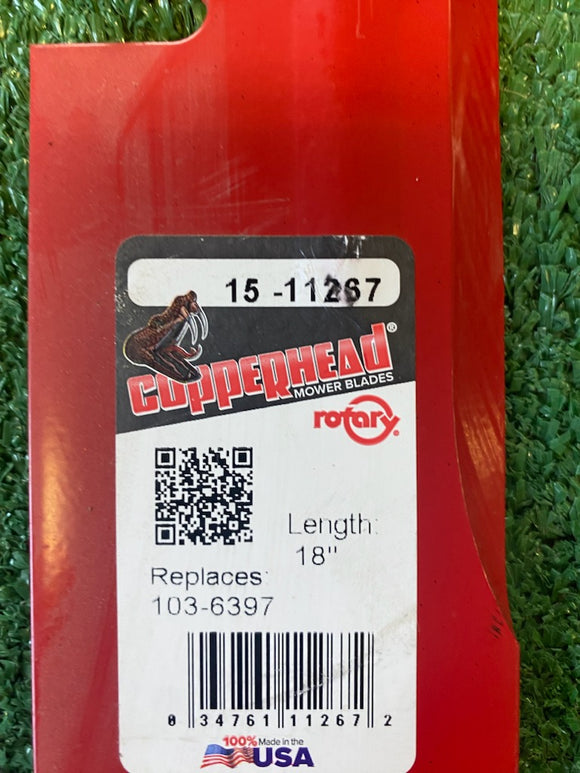 15 -11267
COPPERHEAD®
MOWER BLADES
rotary®
Length:
18"
Replaces:
103-6397
0 34761 11267 2
100% Made in the
USA